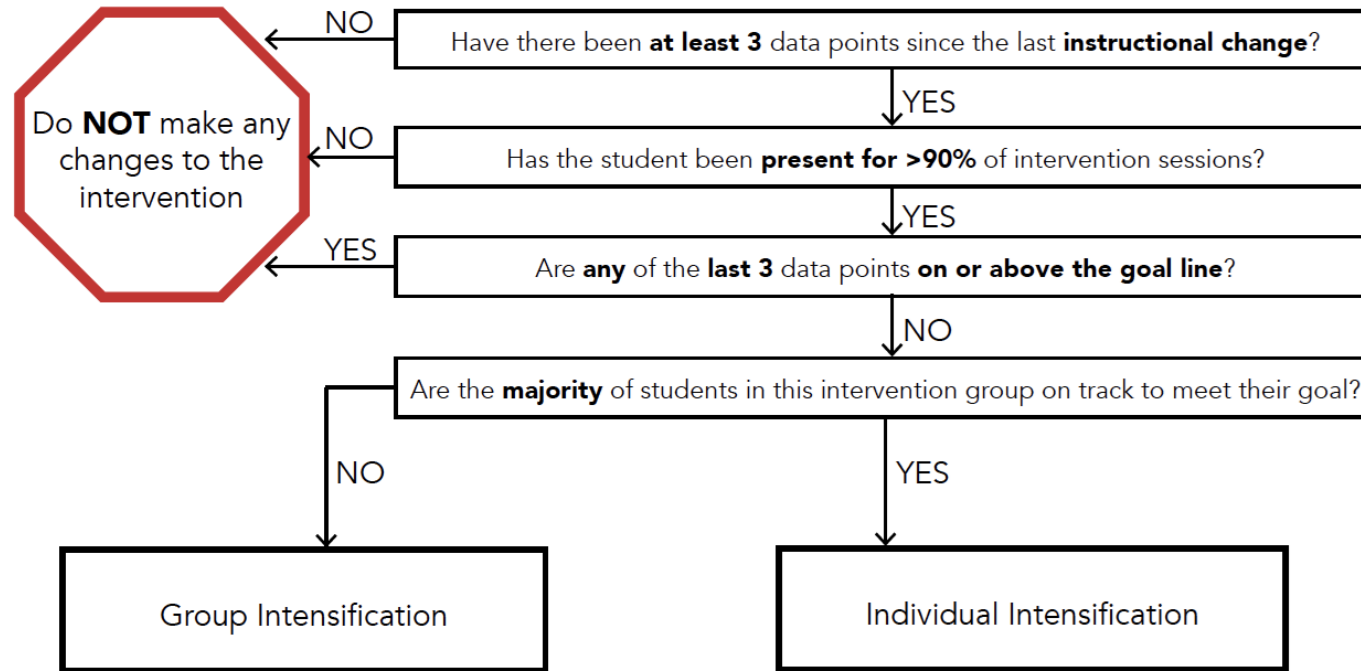 NO
Have there been at least 3 data points since the last instructional change?
YES
Do NOT make any
changes to the
intervention
NO
Has the student been present for >90% of intervention sessions?
YES
YES
Are any of the last 3 data points on or above the goal line?
NO
Are the majority of students in this intervention group on track to meet their goal?
NO
YES
Group Intensification
Individual Intensification